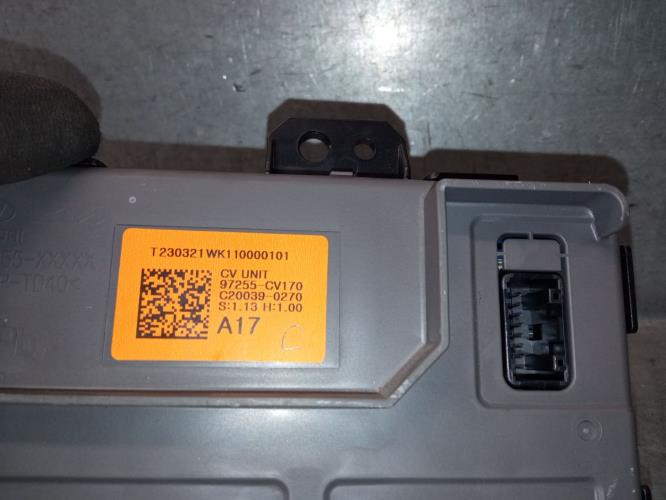 T230321WK110000101
CV UNIT
97255-CV170
C20039-0270
S:1.13 H:1.00
A17
C